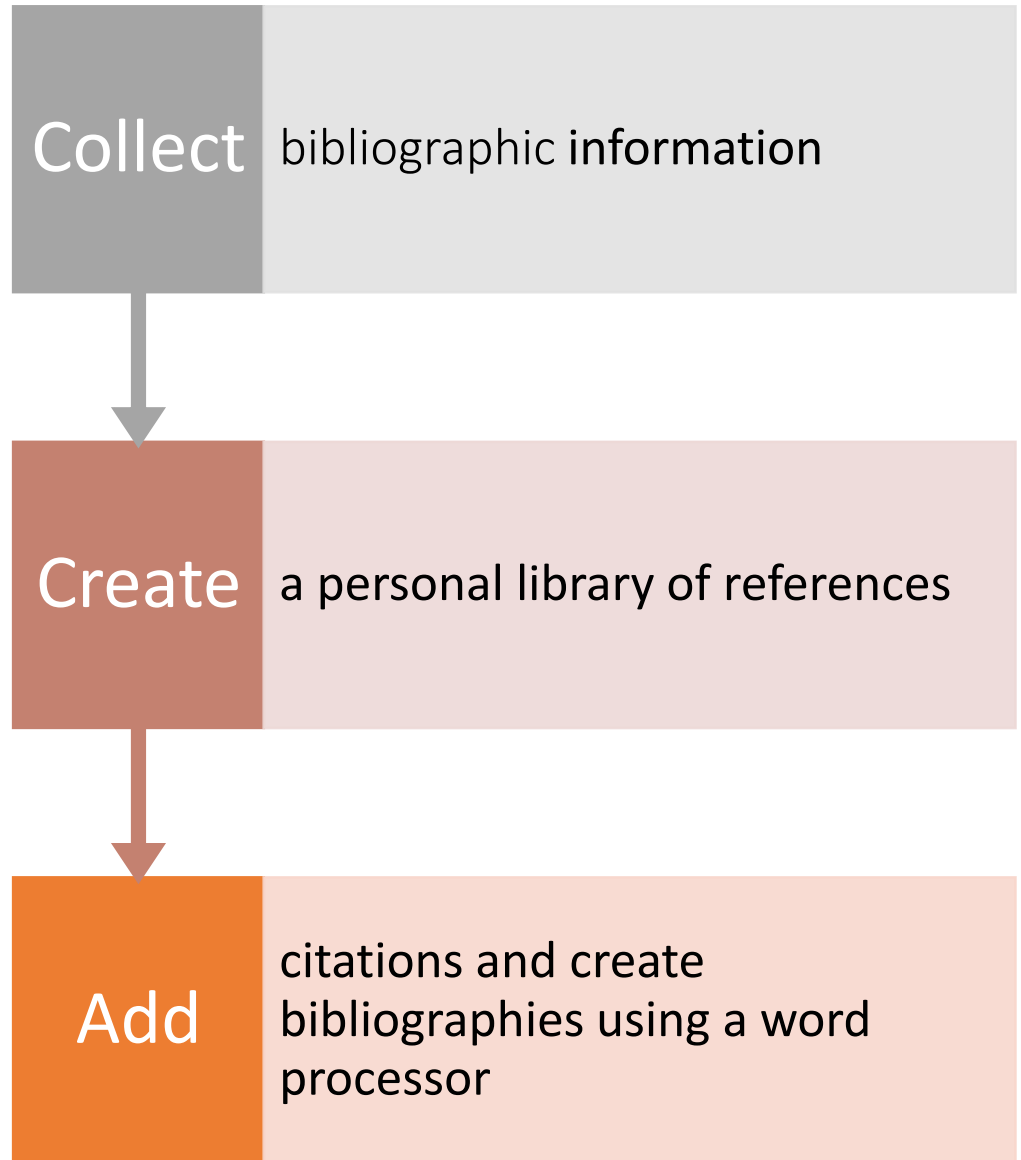 Collect
bibliographic information
Create
a personal library of references
Add
citations and create
bibliographies using a word
processor